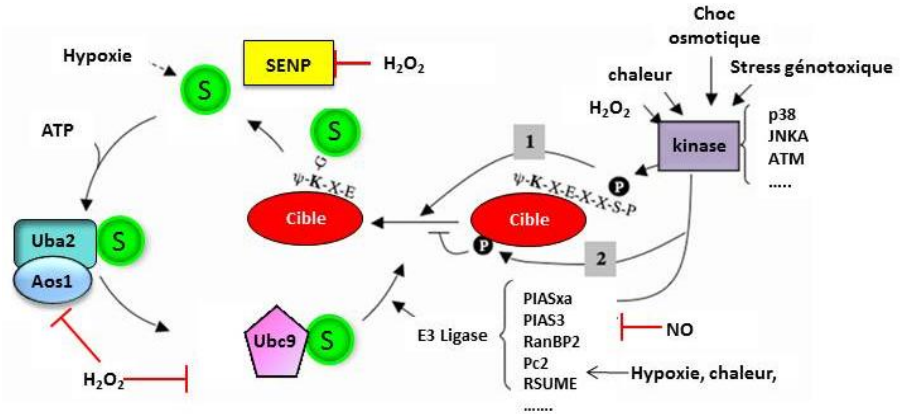 Choc
osmotique
Hypoxie
SENP
H₂O₂
chaleur
Stress génotoxique
S
H₂O₂
p38
JNKA
ATM
.....
kinase
S
ATP
1
P
ψ-K-X-E
ψ-K-X-E-X-X-S-P
Cible
Cible
Uba2
S
Aos1
P
2
PIASxa
PIAS3
RanBP2
Pc2
RSUME
.......
E3 Ligase
NO
Ubc9
S
H₂O₂
Hypoxie, chaleur,